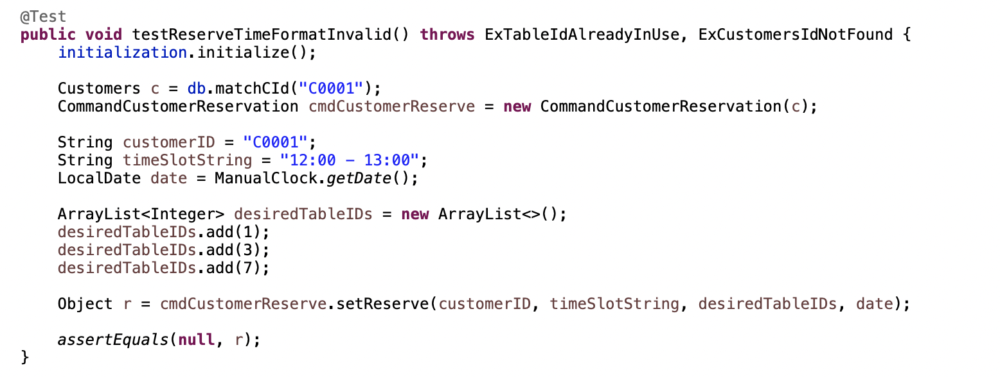 @Test
public void testReserveTimeFormatInvalid() throws ExTableIdAlreadyInUse, ExCustomersIdNotFound {
    initialization.initialize();

    Customers c = db.matchCId("C0001");
    CommandCustomerReservation cmdCustomerReserve = new CommandCustomerReservation(c);

    String customerID = "C0001";
    String timeSlotString = "12:00 – 13:00";
    LocalDate date = ManualClock.getDate();

    ArrayList<Integer> desiredTableIDs = new ArrayList<>();
    desiredTableIDs.add(1);
    desiredTableIDs.add(3);
    desiredTableIDs.add(7);

    Object r = cmdCustomerReserve.setReserve(customerID, timeSlotString, desiredTableIDs, date);

    assertEquals(null, r);
}